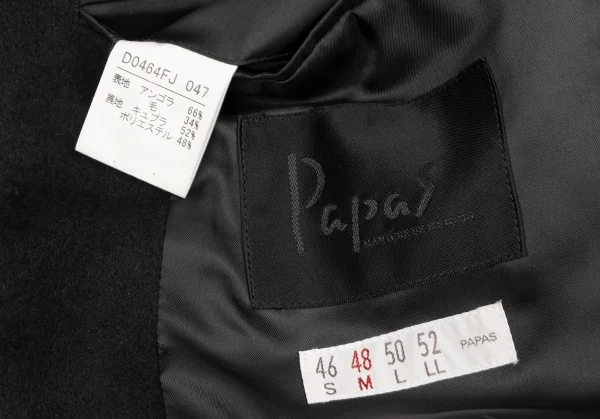 D0464FJ 047
表地 アンゴラ 66%
毛 34%
裏地 キュプラ 52%
ポリエステル 48%
Papas
46 48 50 52 PAPAS
S M L LL